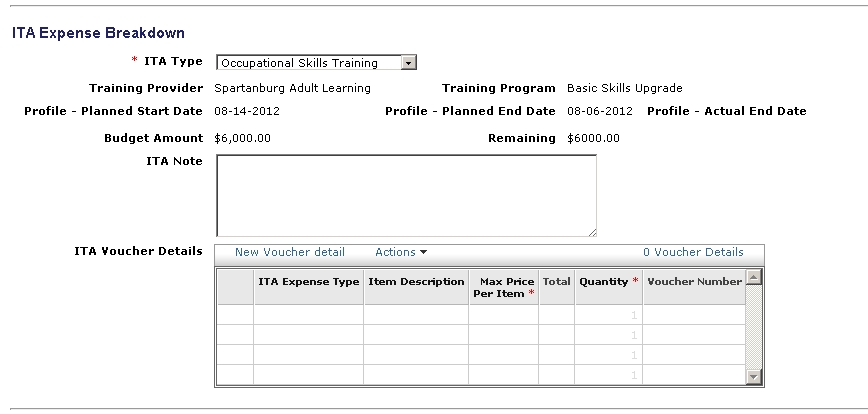 ITA Expense Breakdown
* ITA Type Occupational Skills Training
Training Provider Spartanburg Adult Learning Training Program Basic Skills Upgrade
Profile - Planned Start Date 08-14-2012 Profile - Planned End Date 08-06-2012 Profile - Actual End Date
Budget Amount $6,000.00 Remaining $6000.00
ITA Note
ITA Voucher Details New Voucher detail Actions 0 Voucher Details
ITA Expense Type Item Description Max Price Per Item * Total Quantity * Voucher Number
1
1
1
1